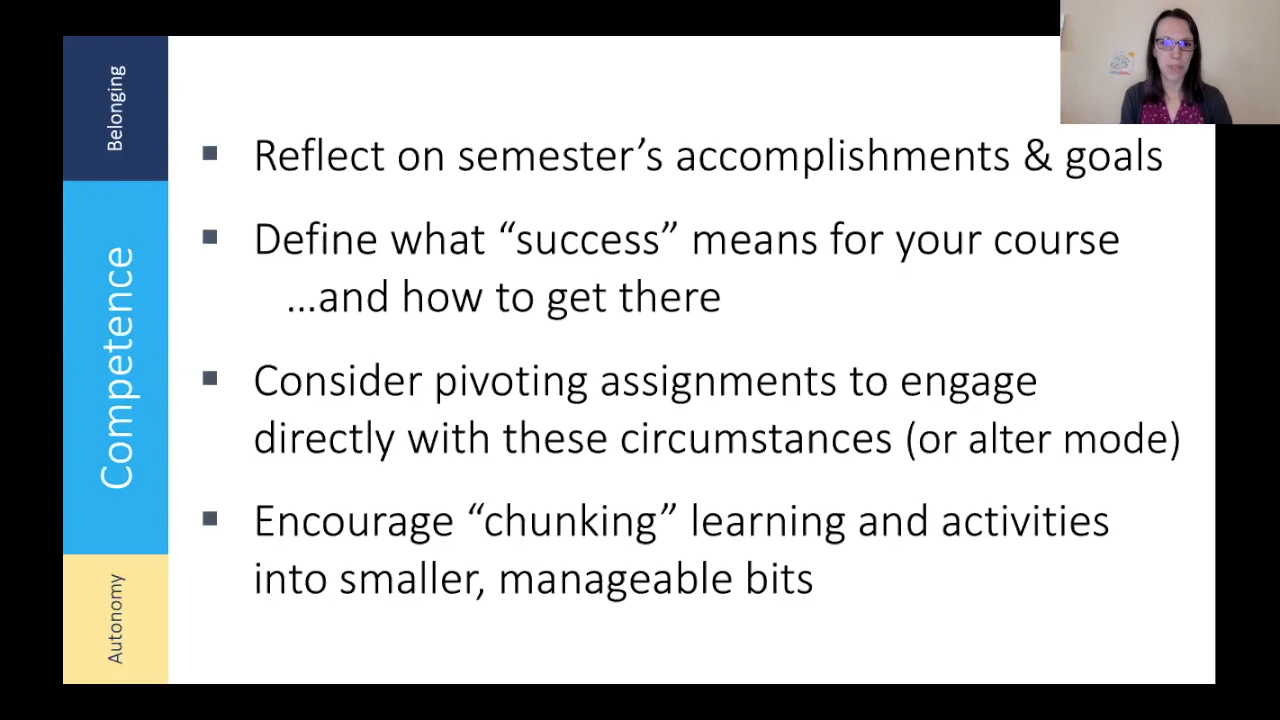 Belonging
Competence
Autonomy
▪ Reflect on semester’s accomplishments & goals
▪ Define what “success” means for your course
…and how to get there
▪ Consider pivoting assignments to engage
directly with these circumstances (or alter mode)
▪ Encourage “chunking” learning and activities
into smaller, manageable bits